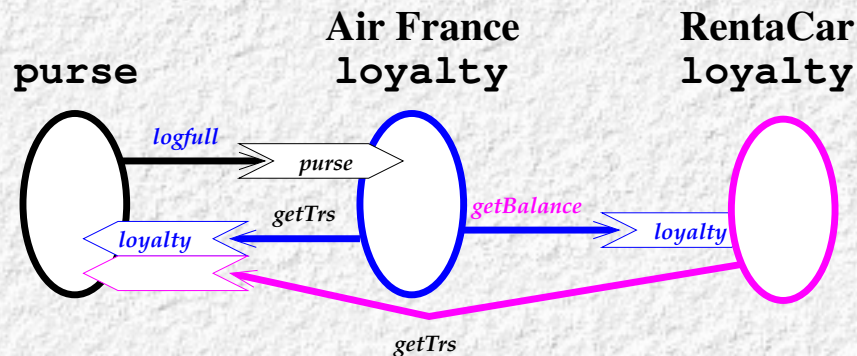 Air France
RentaCar
purse
loyalty
loyalty
logfull
purse
getTrs
getBalance
loyalty
loyalty
getTrs